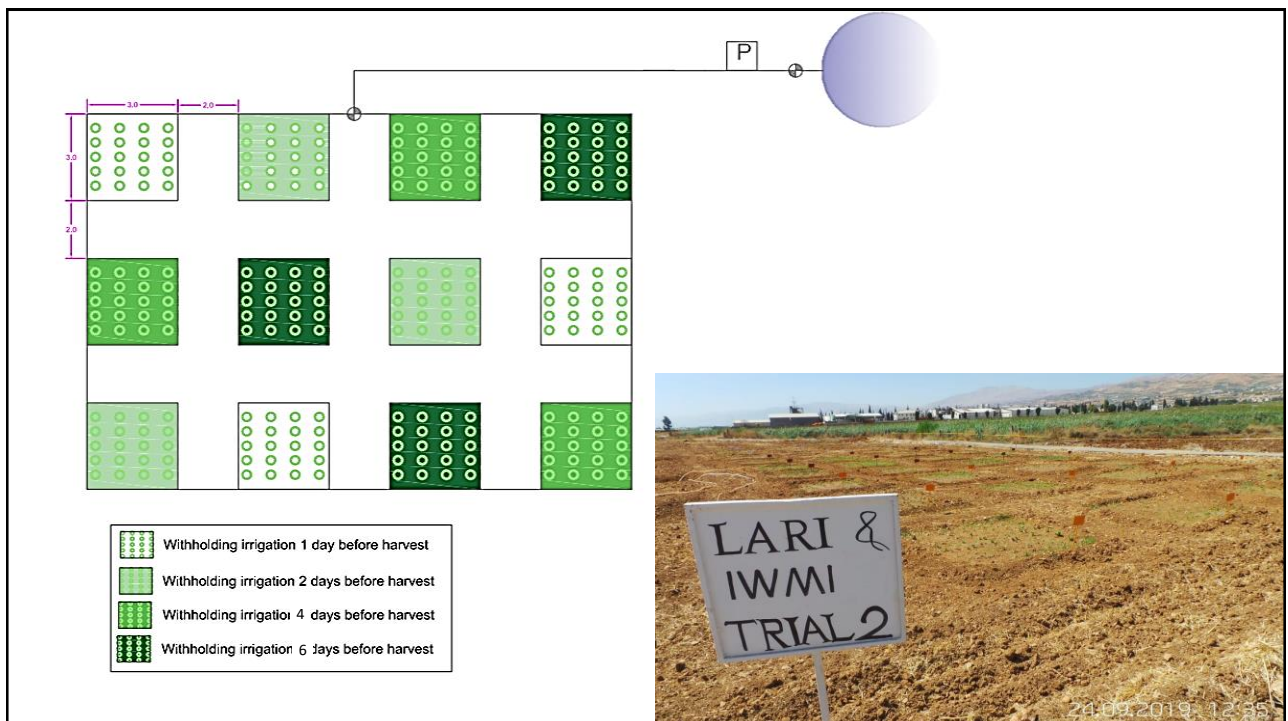 P
3.0
2.0
3.0
2.0
Withholding irrigation 1 day before harvest
Withholding irrigation 2 days before harvest
Withholding irrigation 4 days before harvest
Withholding irrigation 6 days before harvest
LARI &
IWMI
TRIAL 2
24.09.2019 12:35